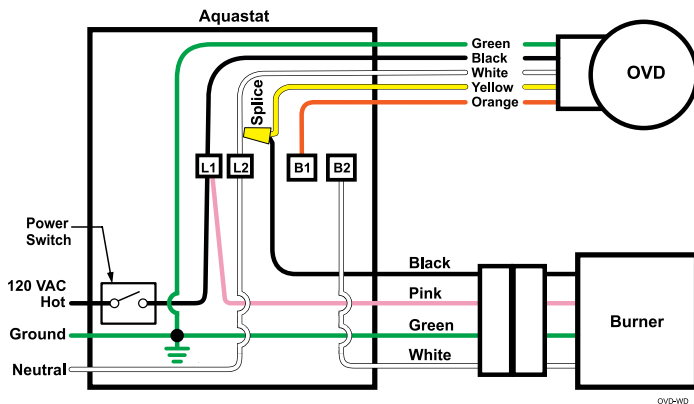 Aquastat
Green
Black
White
Yellow
Orange
OVD
Splice
L1
L2
B1
B2
Power
Switch
120 VAC
Hot
Ground
Neutral
Black
Pink
Green
White
Burner
OVD-WD